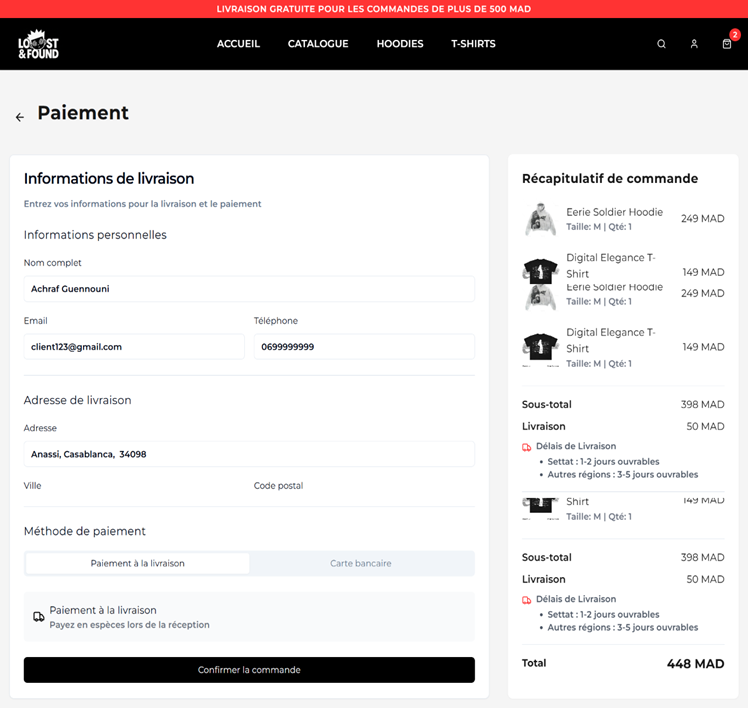 LIVRAISON GRATUITE POUR LES COMMANDES DE PLUS DE 500 MAD
LOOST
&FOUND
ACCUEIL CATALOGUE HOODIES T-SHIRTS
2
Paiement
Informations de livraison
Entrez vos informations pour la livraison et le paiement
Informations personnelles
Nom complet
Achraf Guennouni
Email Téléphone
client123@gmail.com 0699999999
Adresse de livraison
Adresse
Anassi, Casablanca, 34098
Ville Code postal
Méthode de paiement
Paiement à la livraison Carte bancaire
Paiement à la livraison
Payez en espèces lors de la réception
Confirmer la commande
Récapitulatif de commande
Eerie Soldier Hoodie 249 MAD
Taille: M | Qté: 1
Digital Elegance T-
Shirt 149 MAD
Eerie Soldier Hoodie 249 MAD
Taille: M | Qté: 1
Digital Elegance T-
Shirt 149 MAD
Taille: M | Qté: 1
Sous-total 398 MAD
Livraison 50 MAD
Délais de Livraison
• Settat : 1-2 jours ouvrables
• Autres régions : 3-5 jours ouvrables
Shirt 149 MAD
Taille: M | Qté: 1
Sous-total 398 MAD
Livraison 50 MAD
Délais de Livraison
• Settat : 1-2 jours ouvrables
• Autres régions : 3-5 jours ouvrables
Total 448 MAD